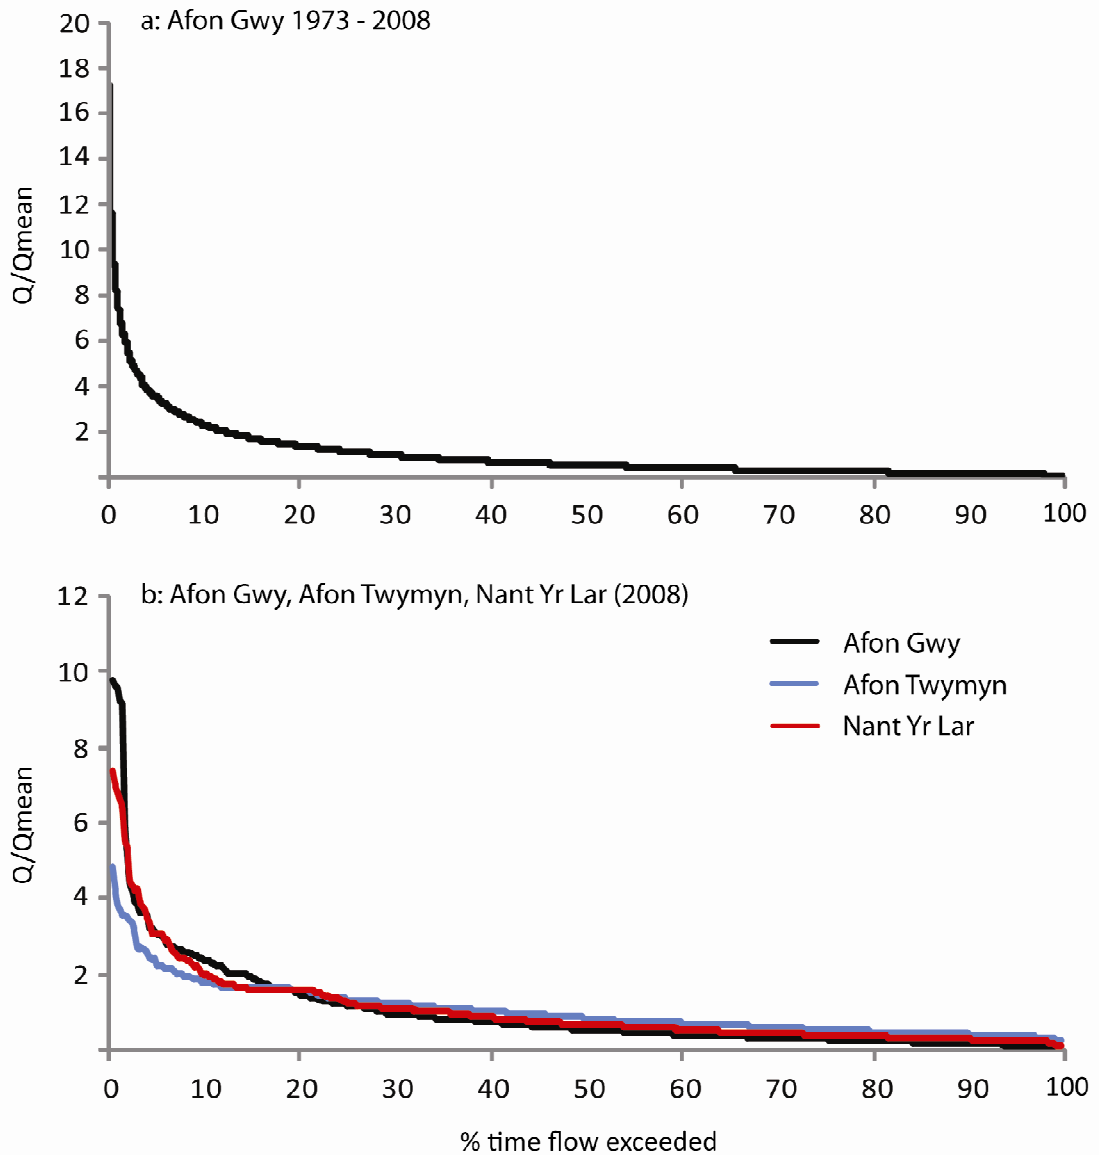 a: Afon Gwy 1973 - 2008
20
18
16
14
12
10
8
6
4
2
Q/Qmean
0 10 20 30 40 50 60 70 80 90 100
b: Afon Gwy, Afon Twymyn, Nant Yr Lar (2008)
12
10
8
6
4
2
Q/Qmean
Afon Gwy
Afon Twymyn
Nant Yr Lar
0 10 20 30 40 50 60 70 80 90 100
% time flow exceeded